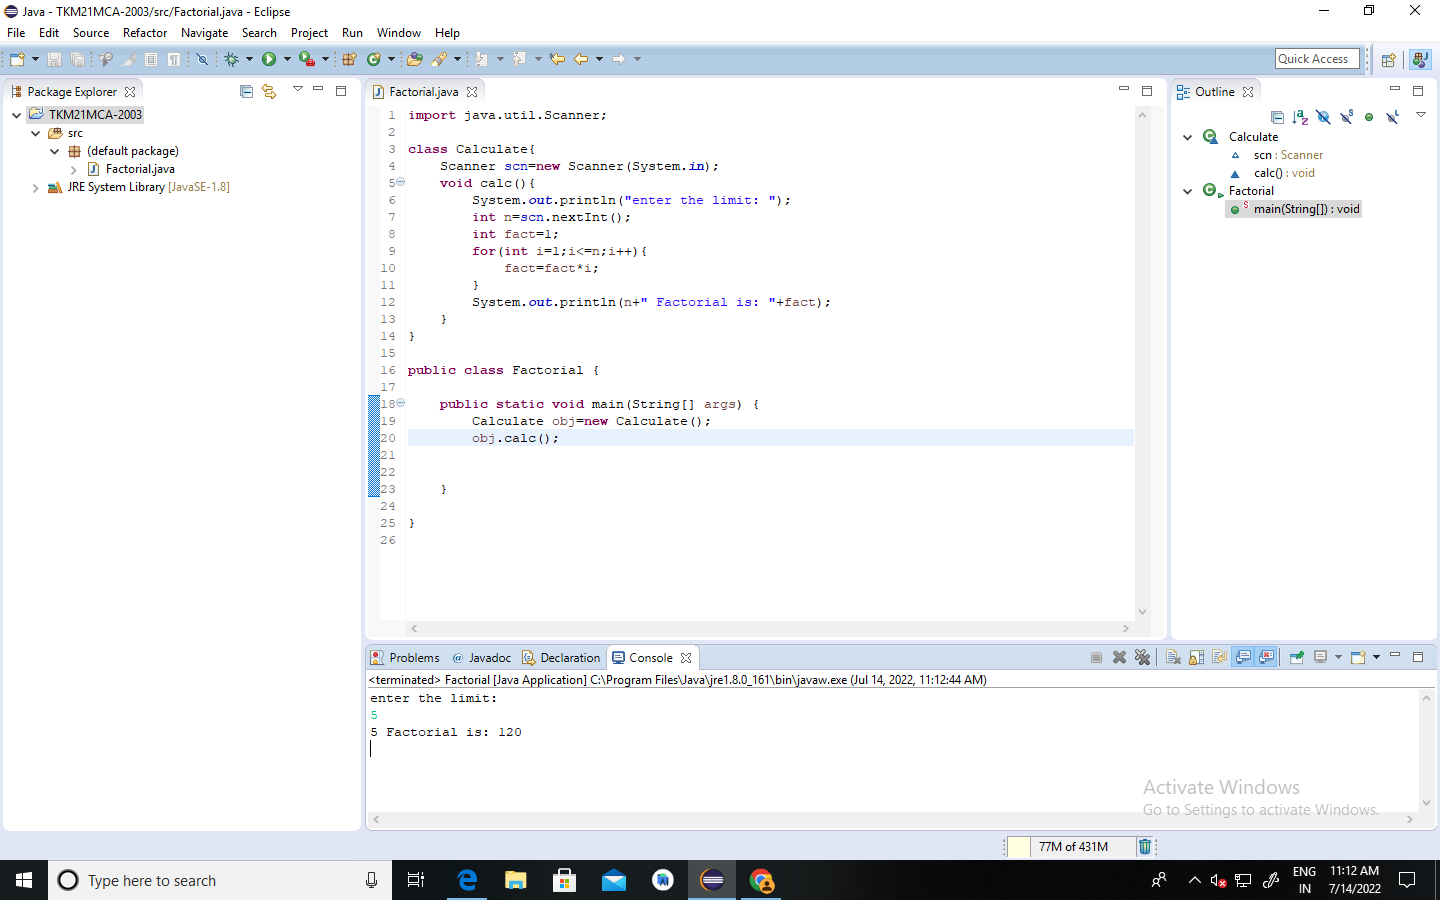 Java - TKM21MCA-2003/src/Factorial.java - Eclipse
File Edit Source Refactor Navigate Search Project Run Window Help
Quick Access
Package Explorer
TKM21MCA-2003
src
(default package)
Factorial.java
JRE System Library [JavaSE-1.8]
Factorial.java
1 import java.util.Scanner;
2
3 class Calculate{
4 Scanner scn=new Scanner(System.in);
5 void calc(){
6 System.out.println("enter the limit: ");
7 int n=scn.nextInt();
8 int fact=1;
9 for(int i=1;i<=n;i++){
10 fact=fact*i;
11 }
12 System.out.println(n+" Factorial is: "+fact);
13 }
14 }
15
16 public class Factorial {
17
18 public static void main(String[] args) {
19 Calculate obj=new Calculate();
20 obj.calc();
21
22
23 }
24
25 }
26
Outline
Calculate
scn : Scanner
calc() : void
Factorial
main(String[]) : void
Problems @ Javadoc Declaration Console
<terminated> Factorial [Java Application] C:\Program Files\Java\jre1.8.0_161\bin\javaw.exe (Jul 14, 2022, 11:12:44 AM)
enter the limit:
5
5 Factorial is: 120
Activate Windows
Go to Settings to activate Windows.
77M of 431M
Type here to search
ENG
IN
11:12 AM
7/14/2022